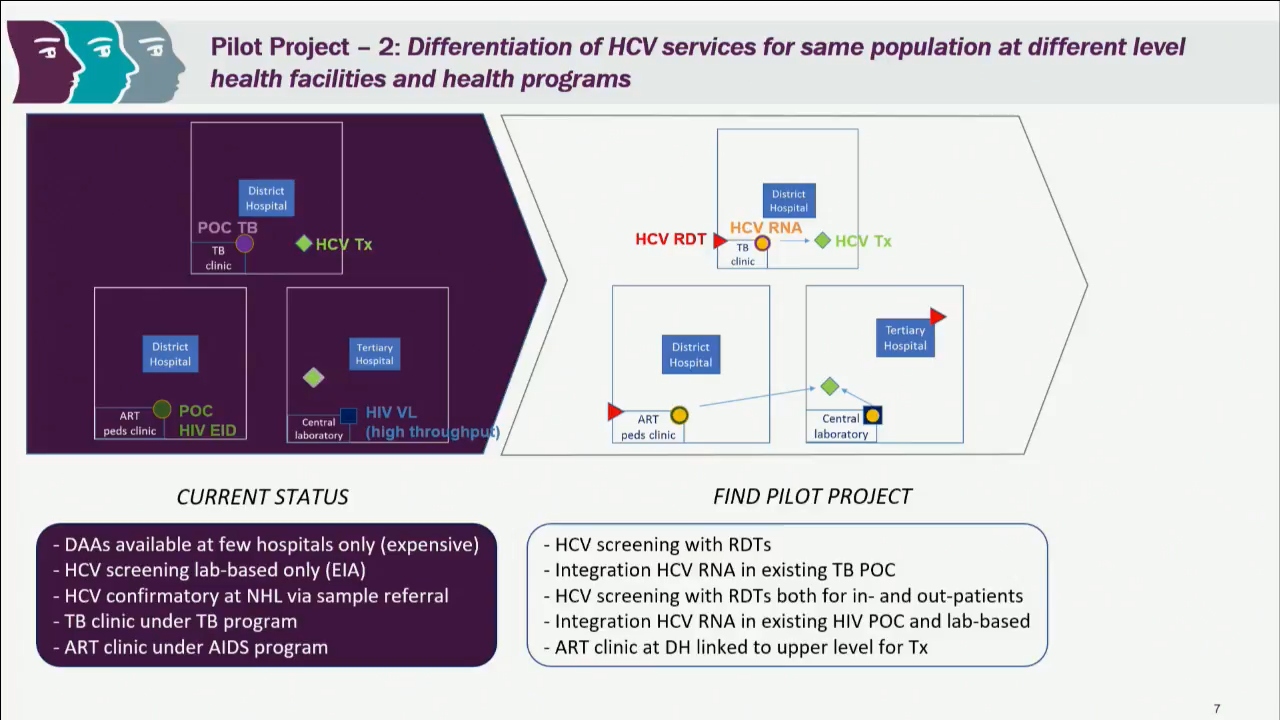 Pilot Project – 2: Differentiation of HCV services for same population at different level
health facilities and health programs
District
Hospital
POC TB
HCV Tx
TB
clinic
District
Hospital
ART
peds clinic
POC
HIV EID
Tertiary
Hospital
Central
laboratory
HIV VL
(high throughput)
District
Hospital
HCV RDT
HCV RNA
HCV Tx
TB
clinic
District
Hospital
ART
peds clinic
Tertiary
Hospital
Central
laboratory
CURRENT STATUS
- DAAs available at few hospitals only (expensive)
- HCV screening lab-based only (EIA)
- HCV confirmatory at NHL via sample referral
- TB clinic under TB program
- ART clinic under AIDS program
FIND PILOT PROJECT
- HCV screening with RDTs
- Integration HCV RNA in existing TB POC
- HCV screening with RDTs both for in- and out-patients
- Integration HCV RNA in existing HIV POC and lab-based
- ART clinic at DH linked to upper level for Tx
7